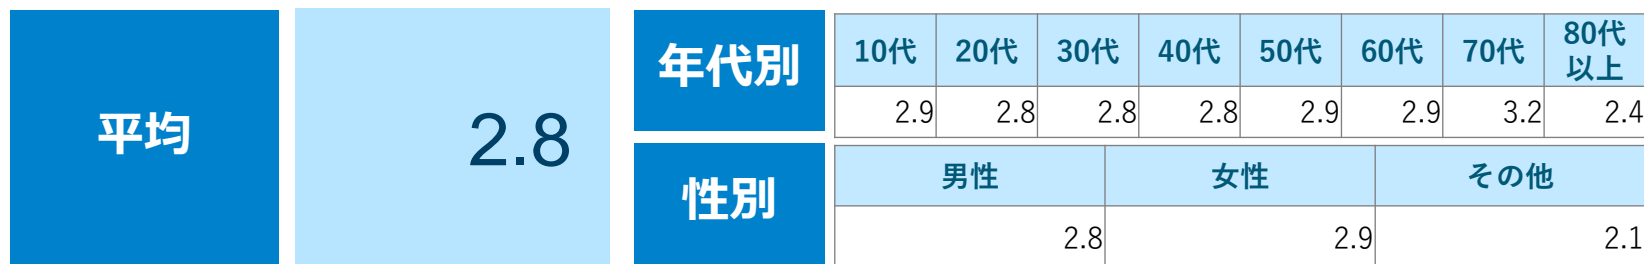 平均
2.8
年代別
10代 20代 30代 40代 50代 60代 70代 80代以上
2.9 2.8 2.8 2.8 2.9 2.9 3.2 2.4
性別
男性 女性 その他
2.8 2.9 2.1